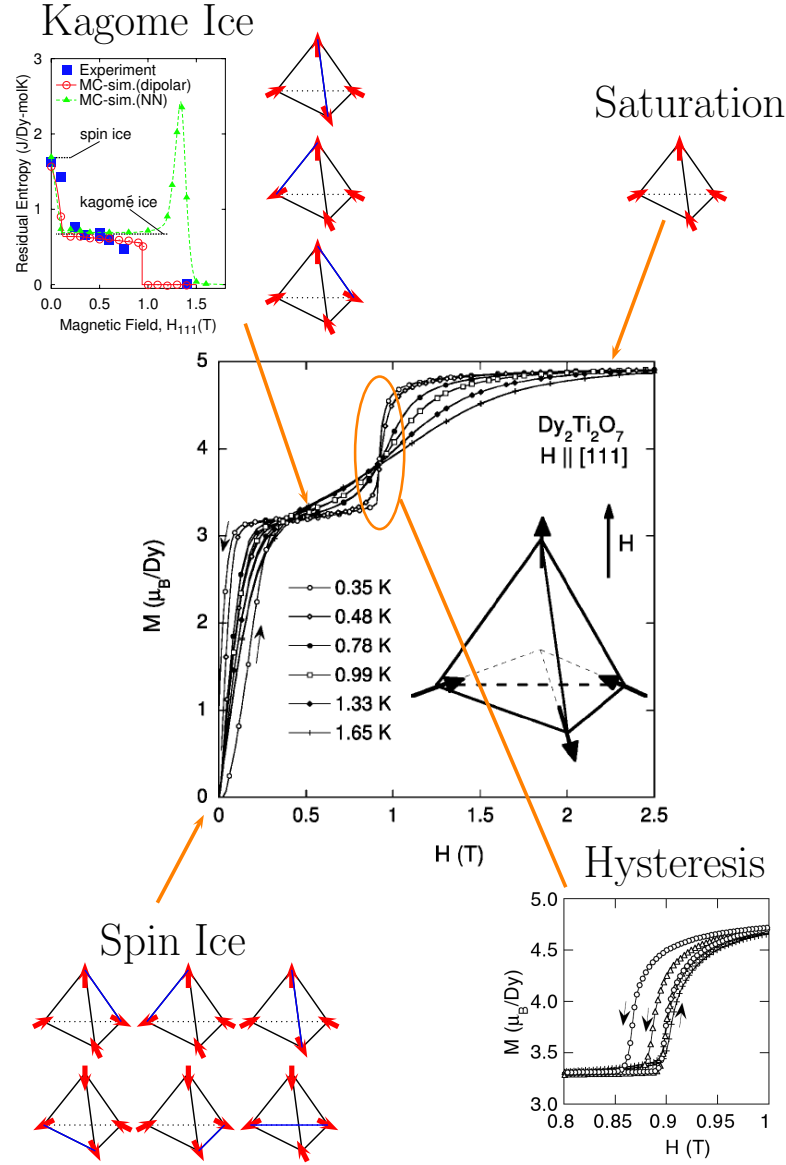 Kagome Ice
Residual Entropy (J/Dy-molK)
3
2
1
0
Experiment
MC-sim.(dipolar)
MC-sim.(NN)
spin ice
kagomé ice
0.0 0.5 1.0 1.5
Magnetic Field, H111(T)
Saturation
M (μB/Dy)
5
4
3
2
1
0
Dy2Ti2O7
H || [111]
H
0.35 K
0.48 K
0.78 K
0.99 K
1.33 K
1.65 K
0 0.5 1 1.5 2 2.5
H (T)
Spin Ice
Hysteresis
M (μB/Dy)
5.0
4.5
4.0
3.5
3.0
0.8 0.85 0.9 0.95 1
H (T)